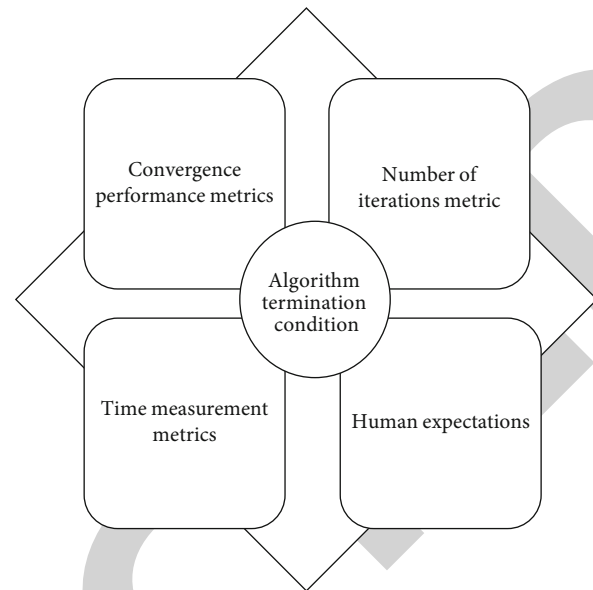 Convergence
performance metrics
Number of
iterations metric
Algorithm
termination
condition
Time measurement
metrics
Human expectations